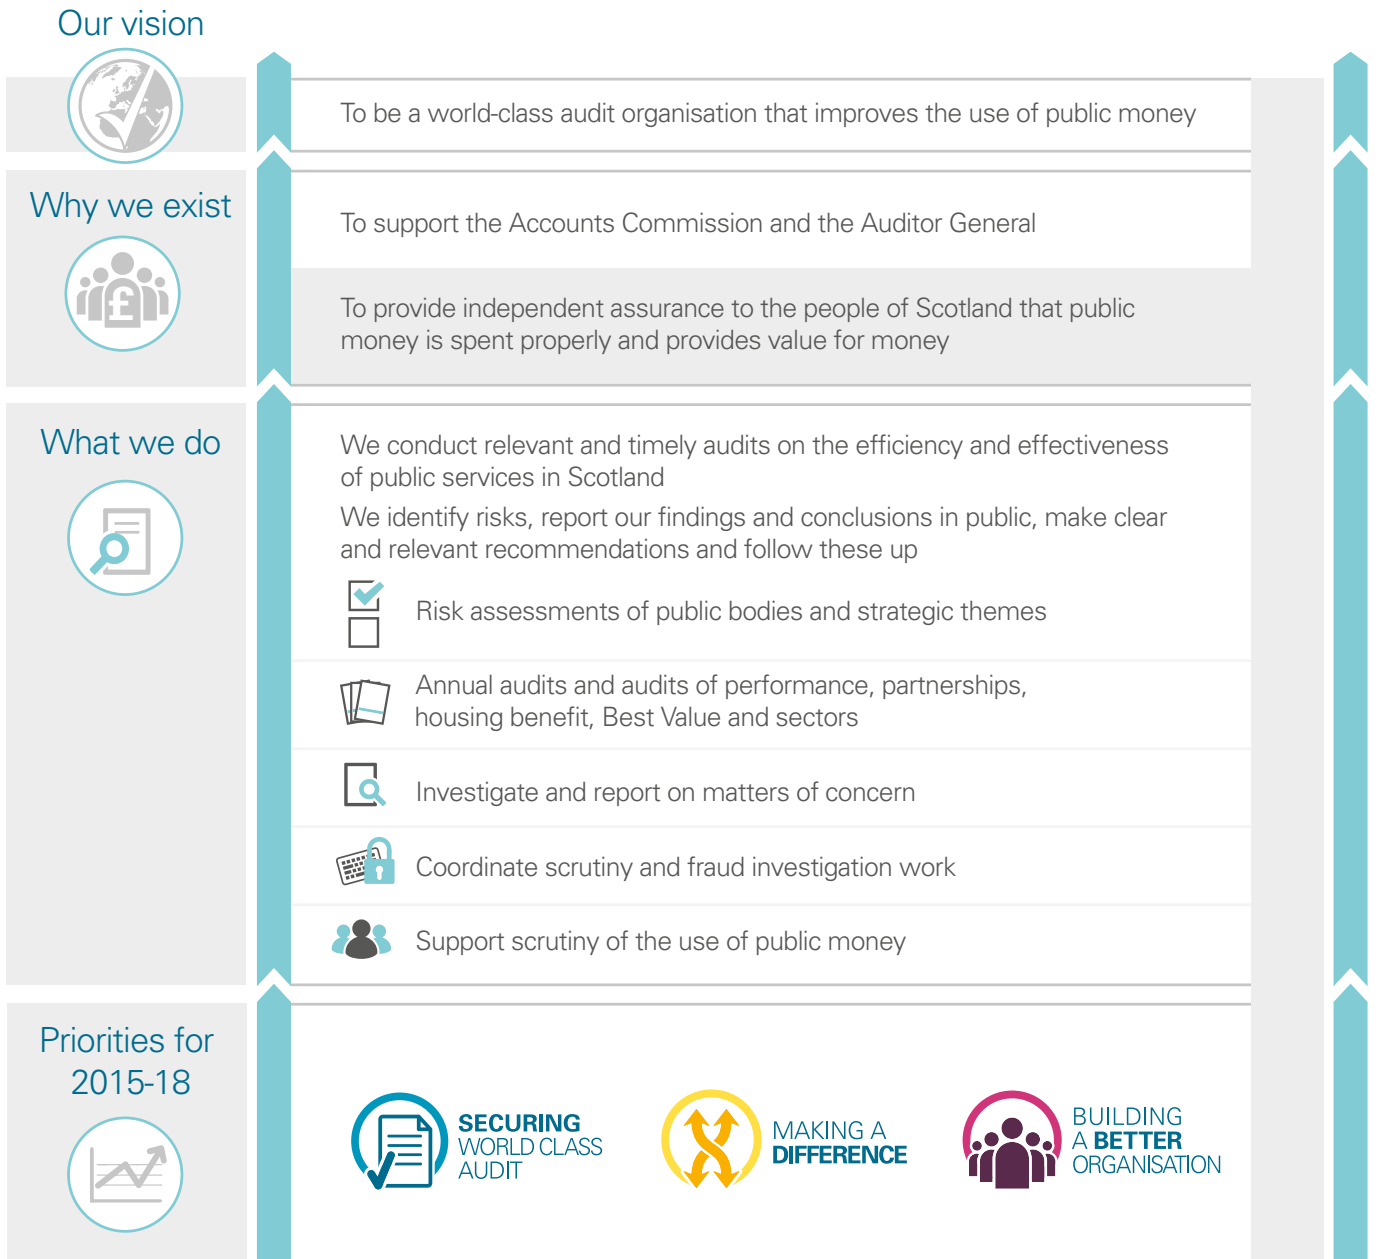 Our vision
To be a world-class audit organisation that improves the use of public money
Why we exist
To support the Accounts Commission and the Auditor General
£
To provide independent assurance to the people of Scotland that public
money is spent properly and provides value for money
What we do
We conduct relevant and timely audits on the efficiency and effectiveness
of public services in Scotland
We identify risks, report our findings and conclusions in public, make clear
and relevant recommendations and follow these up
Risk assessments of public bodies and strategic themes
Annual audits and audits of performance, partnerships,
housing benefit, Best Value and sectors
Investigate and report on matters of concern
Coordinate scrutiny and fraud investigation work
Support scrutiny of the use of public money
Priorities for
2015-18
SECURING
WORLD CLASS
AUDIT
MAKING A
DIFFERENCE
BUILDING
A BETTER
ORGANISATION